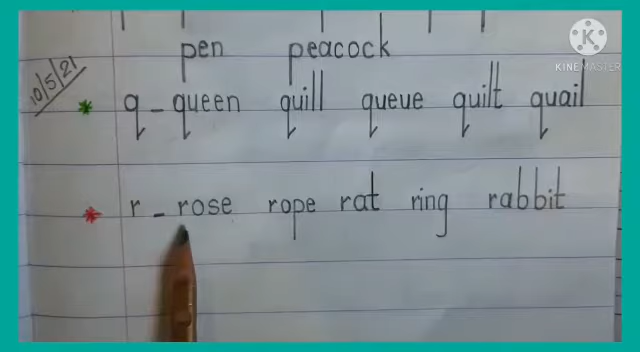 pen peacock
10/5/21
* q - queen quill queue quilt quail
* r - rose rope rat ring rabbit
K
KINEMASTER